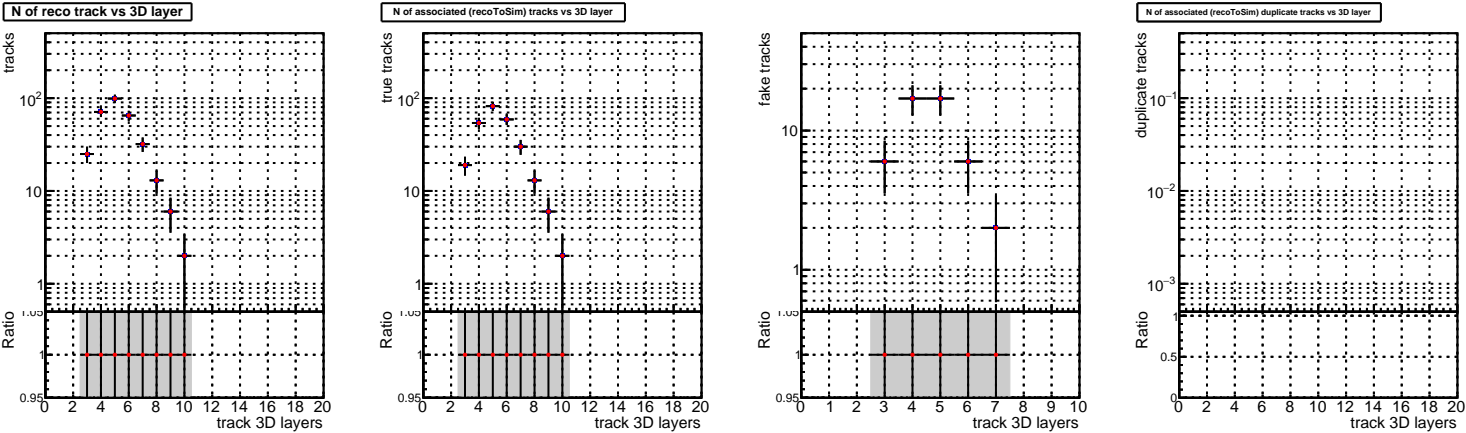 N of reco track vs 3D layer
tracks
10²
10
1
Ratio
1.05
1
0.95
0 2 4 6 8 10 12 14 16 18 20
track 3D layers
N of associated (recoToSim) tracks vs 3D layer
true tracks
10²
10
1
Ratio
1.05
1
0.95
0 2 4 6 8 10 12 14 16 18 20
track 3D layers
fake tracks
10
1
Ratio
1.05
1
0.95
0 1 2 3 4 5 6 7 8 9 10
track 3D layers
N of associated (recoToSim) duplicate tracks vs 3D layer
duplicate tracks
10⁻¹
10⁻²
10⁻³
Ratio
1
0.5
0
0 2 4 6 8 10 12 14 16 18 20
track 3D layers